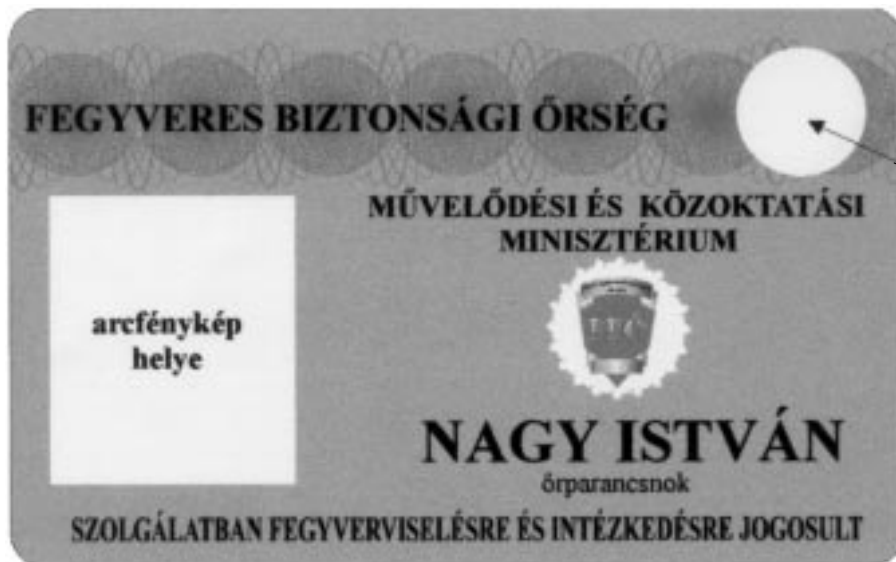 FEGYVERES BIZTONSÁGI ŐRSÉG
MŰVELŐDÉSI ÉS KÖZOKTATÁSI
MINISZTÉRIUM
arcfénykép
helye
NAGY ISTVÁN
őrparancsnok
SZOLGÁLATBAN FEGYVERVISELÉSRE ÉS INTÉZKEDÉSRE JOGOSULT